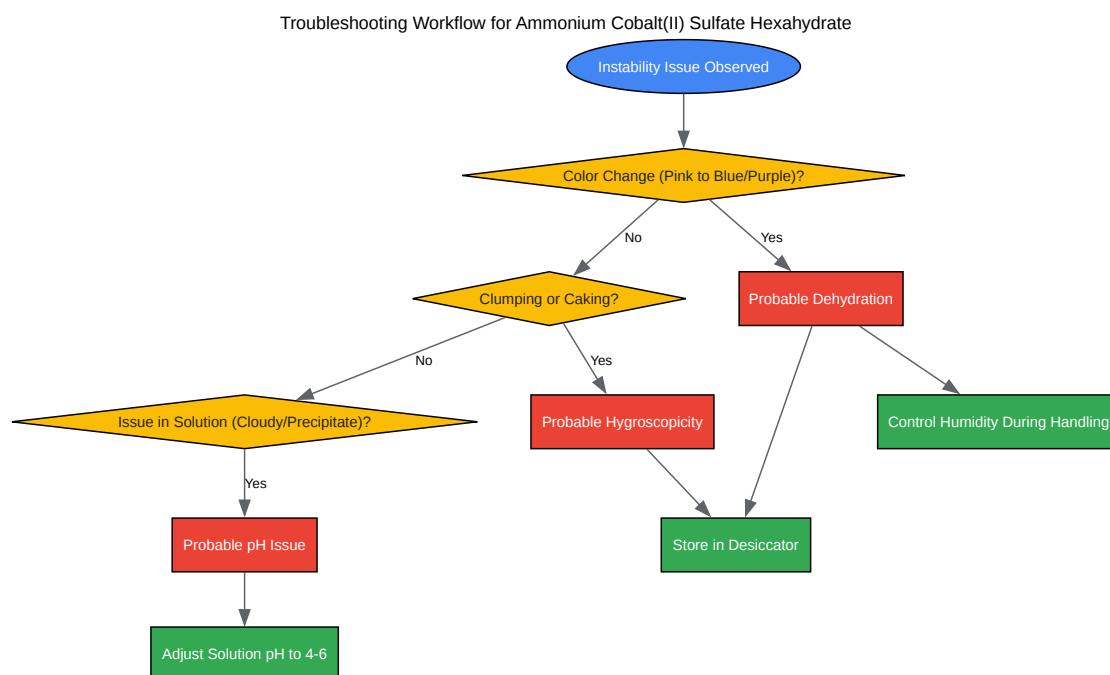 Troubleshooting Workflow for Ammonium Cobalt(II) Sulfate Hexahydrate
Instability Issue Observed
Color Change (Pink to Blue/Purple)?
No
Yes
Clumping or Caking?
Probable Dehydration
No
Yes
Issue in Solution (Cloudy/Precipitate)?
Probable Hygroscopicity
Control Humidity During Handling
Yes
Probable pH Issue
Store in Desiccator
Adjust Solution pH to 4-6